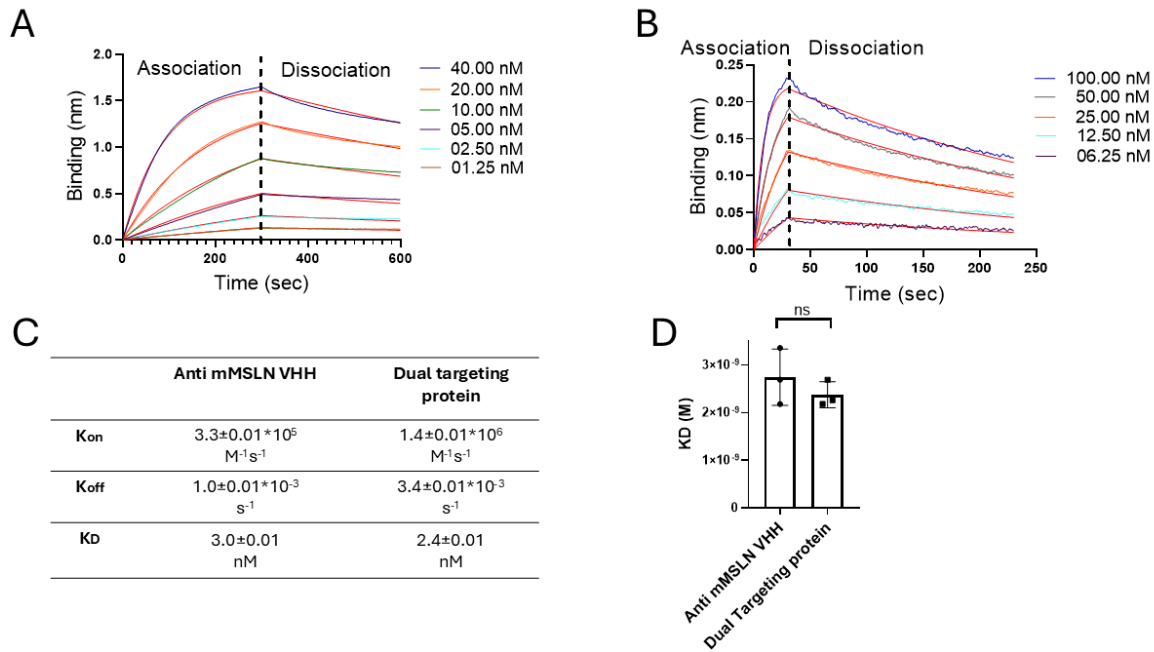 A
Association
Dissociation
2.0
1.5
1.0
0.5
0.0
Binding (nm)
0
200
400
600
Time (sec)
40.00 nM
20.00 nM
10.00 nM
05.00 nM
02.50 nM
01.25 nM
B
Association
Dissociation
0.25
0.20
0.15
0.10
0.05
0.00
Binding (nm)
0
50
100
150
200
250
Time (sec)
100.00 nM
50.00 nM
25.00 nM
12.50 nM
06.25 nM
C
Anti mMSLN VHH
Dual targeting
protein
Kon
3.3±0.01*10⁵
M⁻¹s⁻¹
1.4±0.01*10⁶
M⁻¹s⁻¹
Koff
1.0±0.01*10⁻³
s⁻¹
3.4±0.01*10⁻³
s⁻¹
KD
3.0±0.01
nM
2.4±0.01
nM
D
ns
3×10⁻⁹
2×10⁻⁹
1×10⁻⁹
0
KD (M)
Anti mMSLN VHH
Dual Targeting protein